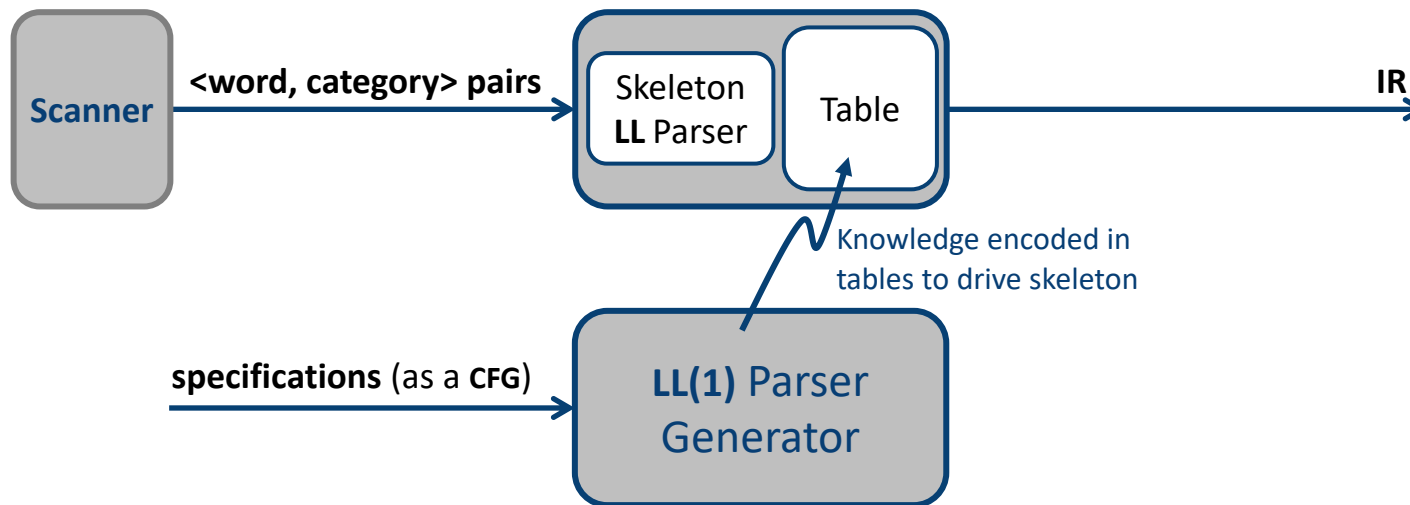 Scanner
<word, category> pairs
Skeleton
LL Parser
Table
IR
Knowledge encoded in
tables to drive skeleton
specifications (as a CFG)
LL(1) Parser
Generator